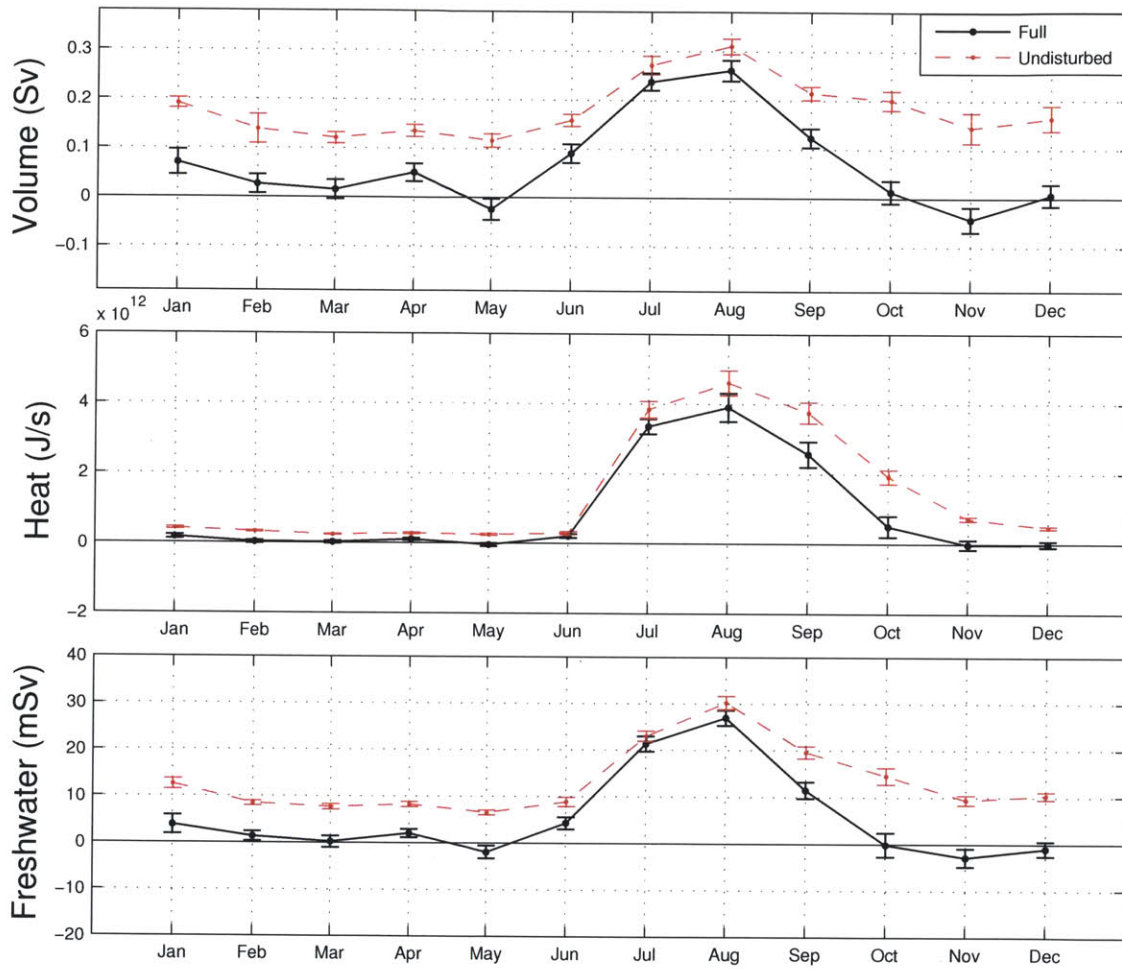 Volume (Sv)
0.3
0.2
0.1
0
−0.1
Full
Undisturbed
Jan Feb Mar Apr May Jun Jul Aug Sep Oct Nov Dec
x 10^12
Heat (J/s)
6
4
2
0
−2
Jan Feb Mar Apr May Jun Jul Aug Sep Oct Nov Dec
Freshwater (mSv)
40
30
20
10
0
−10
−20
Jan Feb Mar Apr May Jun Jul Aug Sep Oct Nov Dec